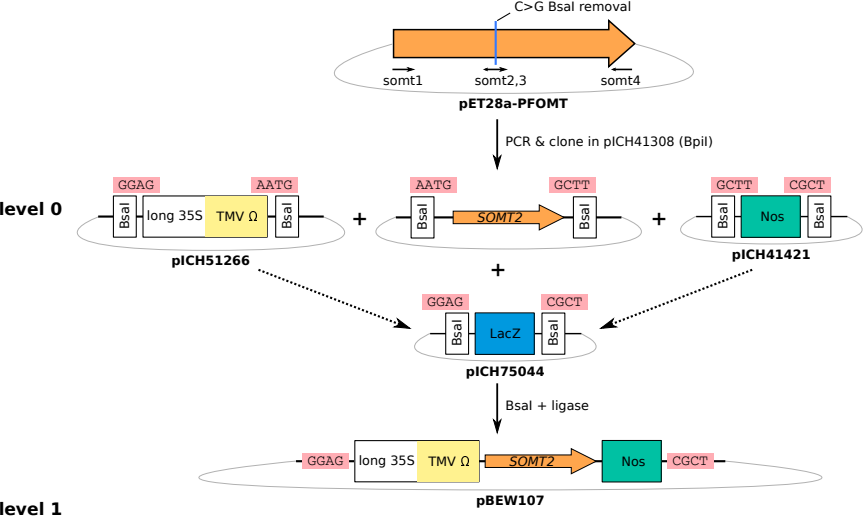 C>G BsaI removal
somt1
somt2,3
somt4
pET28a-PFOMT
PCR & clone in pICH41308 (BpiI)
level 0
GGAG
AATG
BsaI
long 35S
TMV Ω
BsaI
pICH51266
+
AATG
GCTT
BsaI
SOMT2
BsaI
+
GCTT
CGCT
BsaI
Nos
BsaI
pICH41421
+
GGAG
CGCT
BsaI
LacZ
BsaI
pICH75044
BsaI + ligase
GGAG
long 35S
TMV Ω
SOMT2
Nos
CGCT
pBEW107
level 1